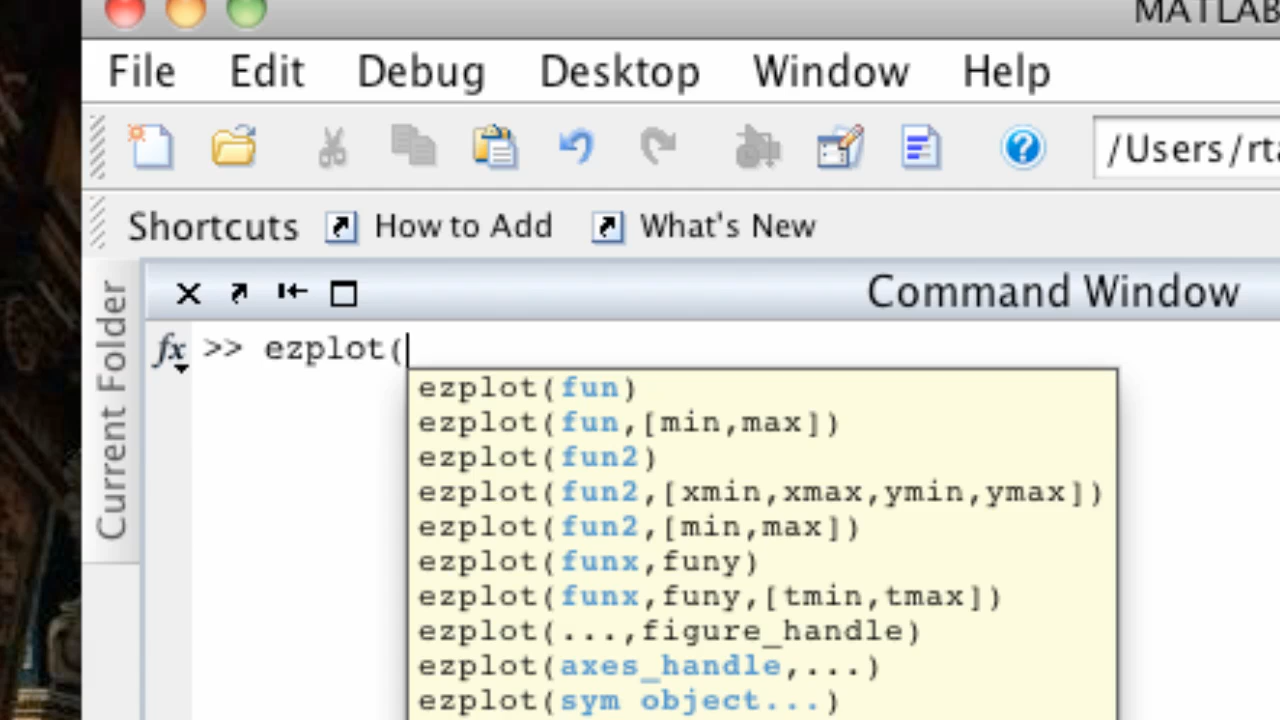 MATLAB
File Edit Debug Desktop Window Help
/Users/rta
Shortcuts How to Add What's New
Current Folder
Command Window
fx >> ezplot(
ezplot(fun)
ezplot(fun,[min,max])
ezplot(fun2)
ezplot(fun2,[xmin,xmax,ymin,ymax])
ezplot(fun2,[min,max])
ezplot(funx,funy)
ezplot(funx,funy,[tmin,tmax])
ezplot(...,figure_handle)
ezplot(axes_handle,...)
ezplot(sym object...)